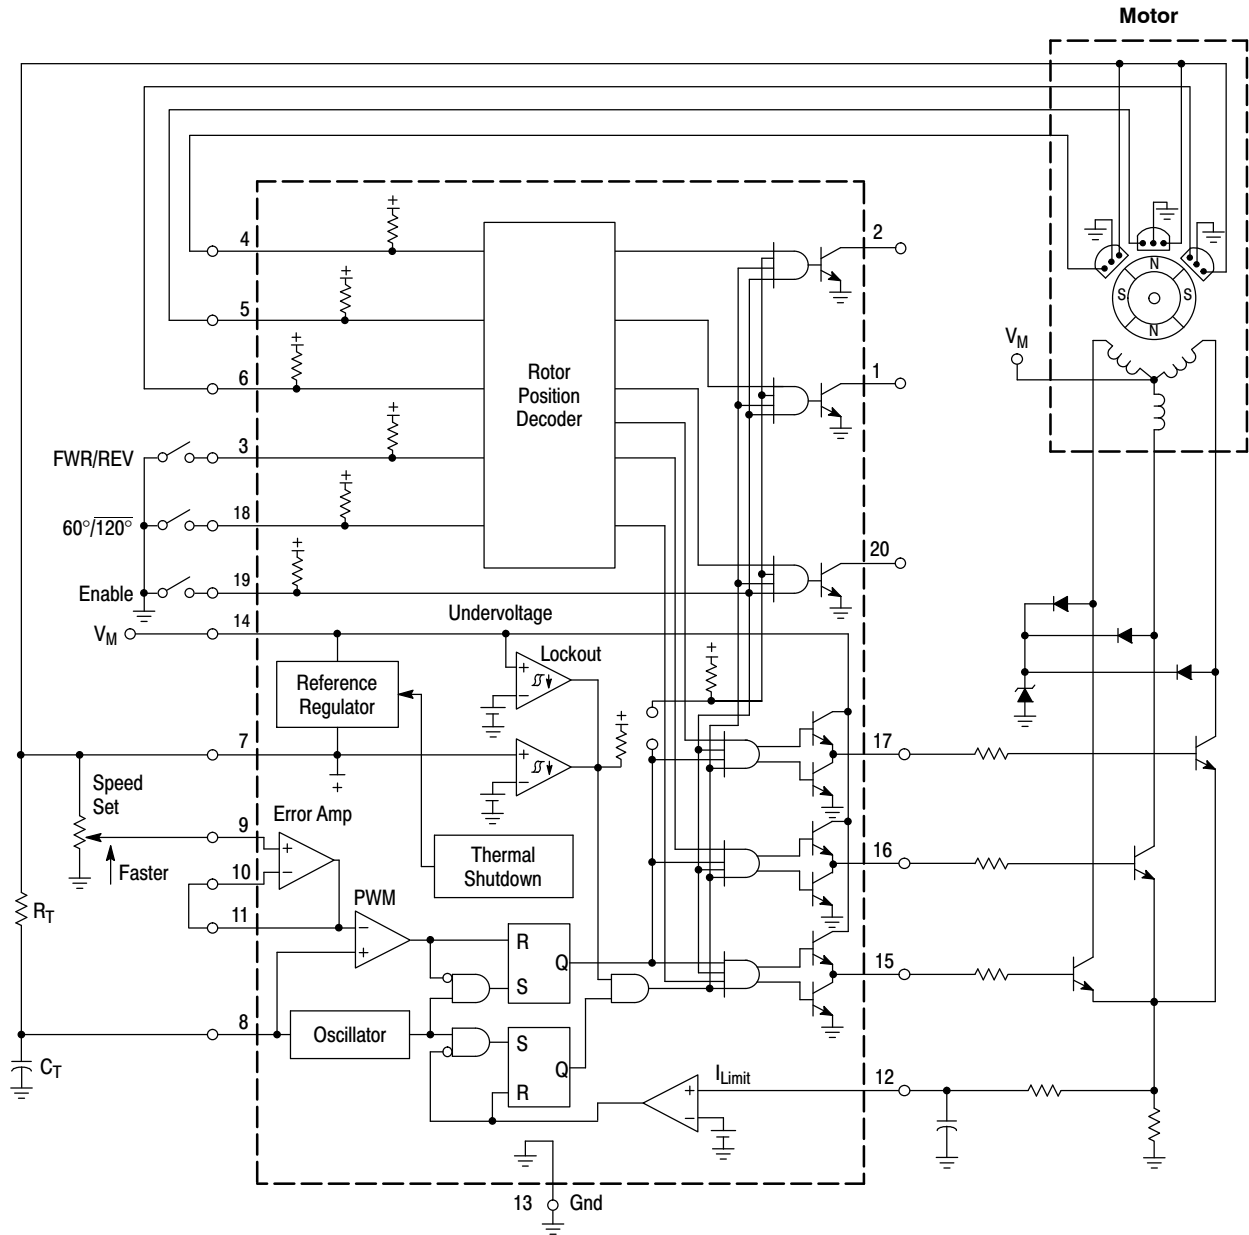 Motor
4
2
5
1
6
Rotor
Position
Decoder
N
S
S
N
V_M
FWR/REV
3
60°/120°
18
20
Enable
19
V_M
14
Undervoltage
Lockout
Reference
Regulator
7
17
Speed
Set
9
Error Amp
Faster
10
Thermal
Shutdown
16
R_T
11
PWM
R
Q
S
15
8
Oscillator
S
Q
R
C_T
I_Limit
12
13
Gnd
+
+
+
+
+
+
+
+
+
+
−
+
−
+
−
−
+
+
−